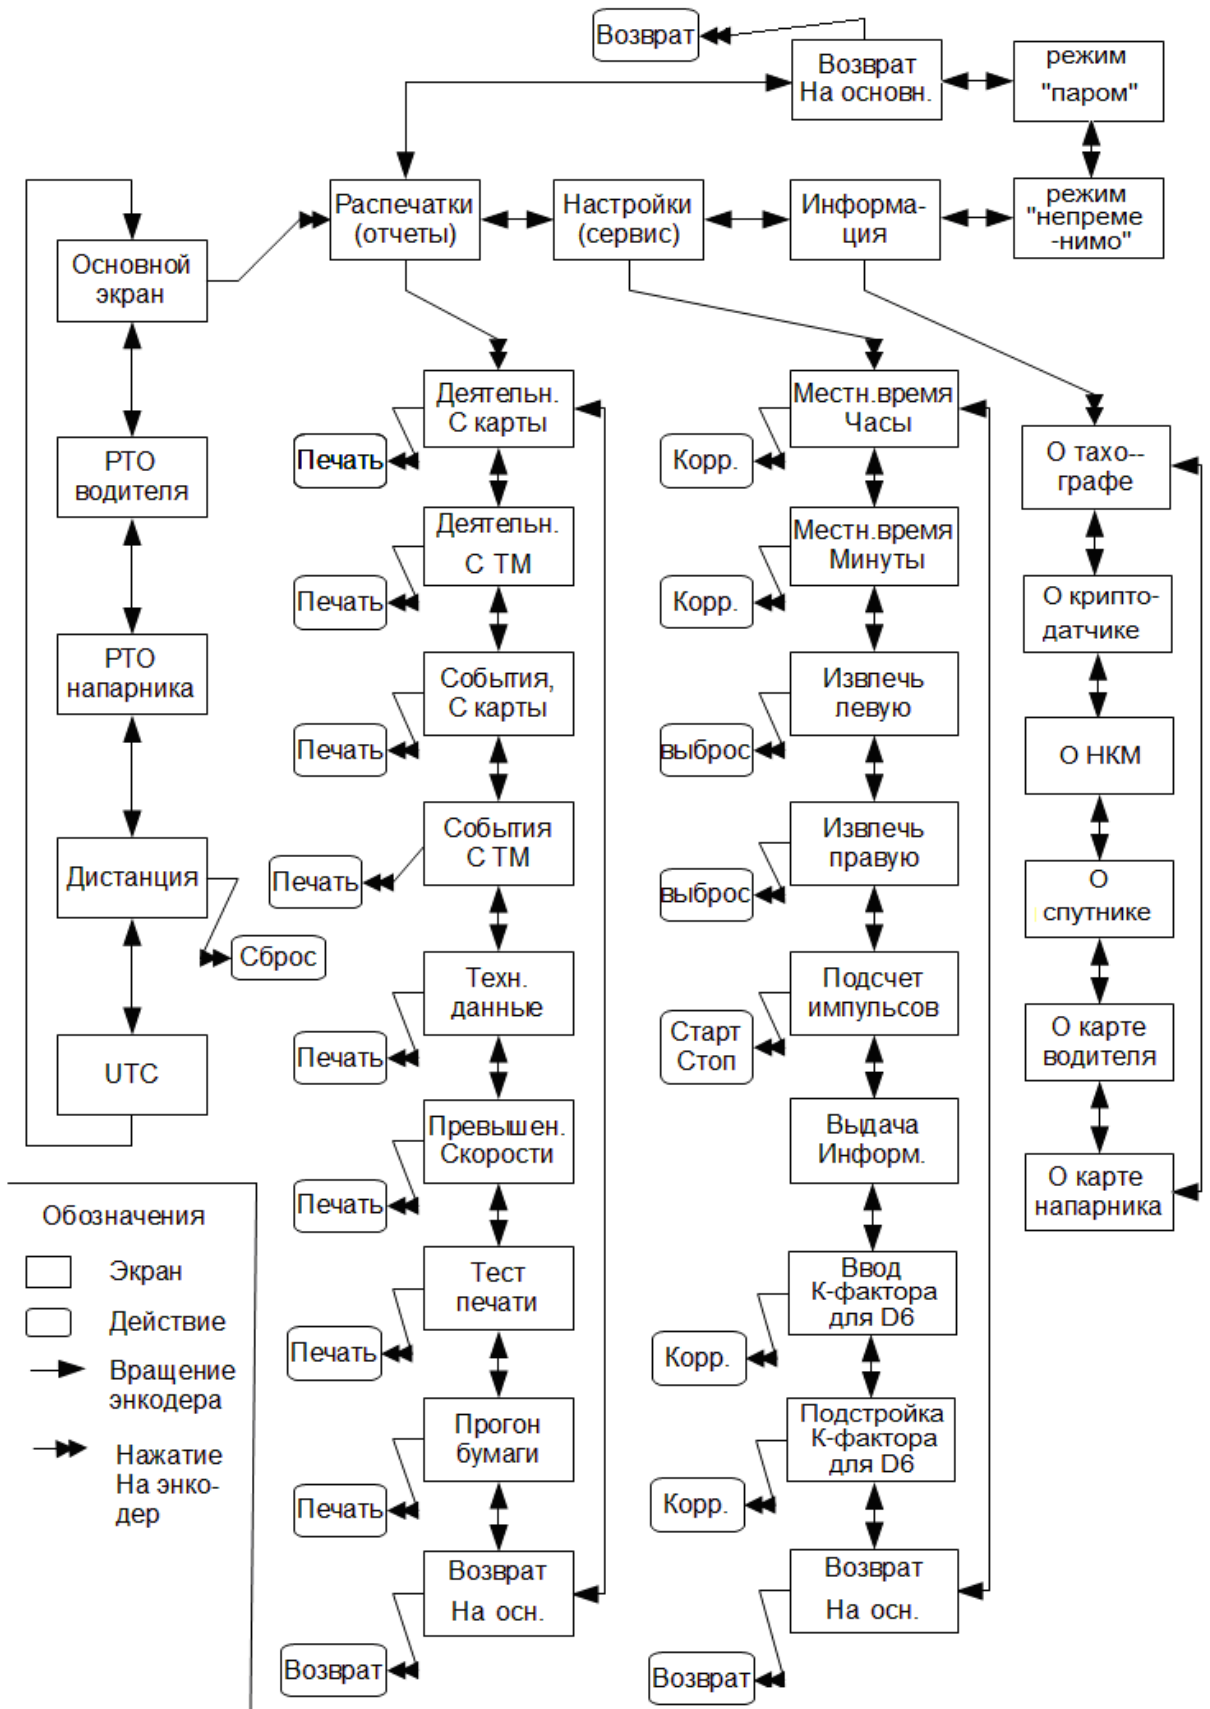 Возврат
Возврат
На основн.
режим
"паром"
Распечатки
(отчеты)
Настройки
(сервис)
Информа-
ция
режим
"непреме
-нимо"
Основной
экран
РТО
водителя
РТО
напарника
Дистанция
Сброс
UTC
Деятельн.
С карты
Печать
Деятельн.
С ТМ
Печать
События,
С карты
Печать
События
С ТМ
Печать
Техн.
данные
Печать
Превышен.
Скорости
Печать
Тест
печати
Печать
Прогон
бумаги
Печать
Возврат
На осн.
Возврат
Местн.время
Часы
Корр.
Местн.время
Минуты
Корр.
Извлечь
левую
выброс
Извлечь
правую
выброс
Подсчет
импульсов
Старт
Стоп
Выдача
Информ.
Ввод
К-фактора
для D6
Корр.
Подстройка
К-фактора
для D6
Корр.
Возврат
На осн.
Возврат
О тахо--
графе
О крипто-
датчике
О НКМ
О
спутнике
О карте
водителя
О карте
напарника
Обозначения
Экран
Действие
Вращение
энкодера
Нажатие
На энко-
дер